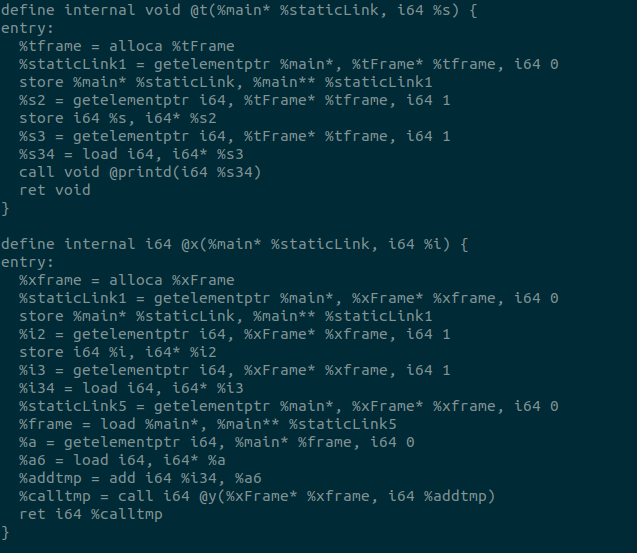 define internal void @t(%main* %staticLink, i64 %s) {
entry:
  %tframe = alloca %tFrame
  %staticLink1 = getelementptr %main*, %tFrame* %tframe, i64 0
  store %main* %staticLink, %main** %staticLink1
  %s2 = getelementptr i64, %tFrame* %tframe, i64 1
  store i64 %s, i64* %s2
  %s3 = getelementptr i64, %tFrame* %tframe, i64 1
  %s34 = load i64, i64* %s3
  call void @printd(i64 %s34)
  ret void
}

define internal i64 @x(%main* %staticLink, i64 %i) {
entry:
  %xframe = alloca %xFrame
  %staticLink1 = getelementptr %main*, %xFrame* %xframe, i64 0
  store %main* %staticLink, %main** %staticLink1
  %i2 = getelementptr i64, %xFrame* %xframe, i64 1
  store i64 %i, i64* %i2
  %i3 = getelementptr i64, %xFrame* %xframe, i64 1
  %i34 = load i64, i64* %i3
  %staticLink5 = getelementptr %main*, %xFrame* %xframe, i64 0
  %frame = load %main*, %main** %staticLink5
  %a = getelementptr i64, %main* %frame, i64 0
  %a6 = load i64, i64* %a
  %addtmp = add i64 %i34, %a6
  %calltmp = call i64 @y(%xFrame* %xframe, i64 %addtmp)
  ret i64 %calltmp
}